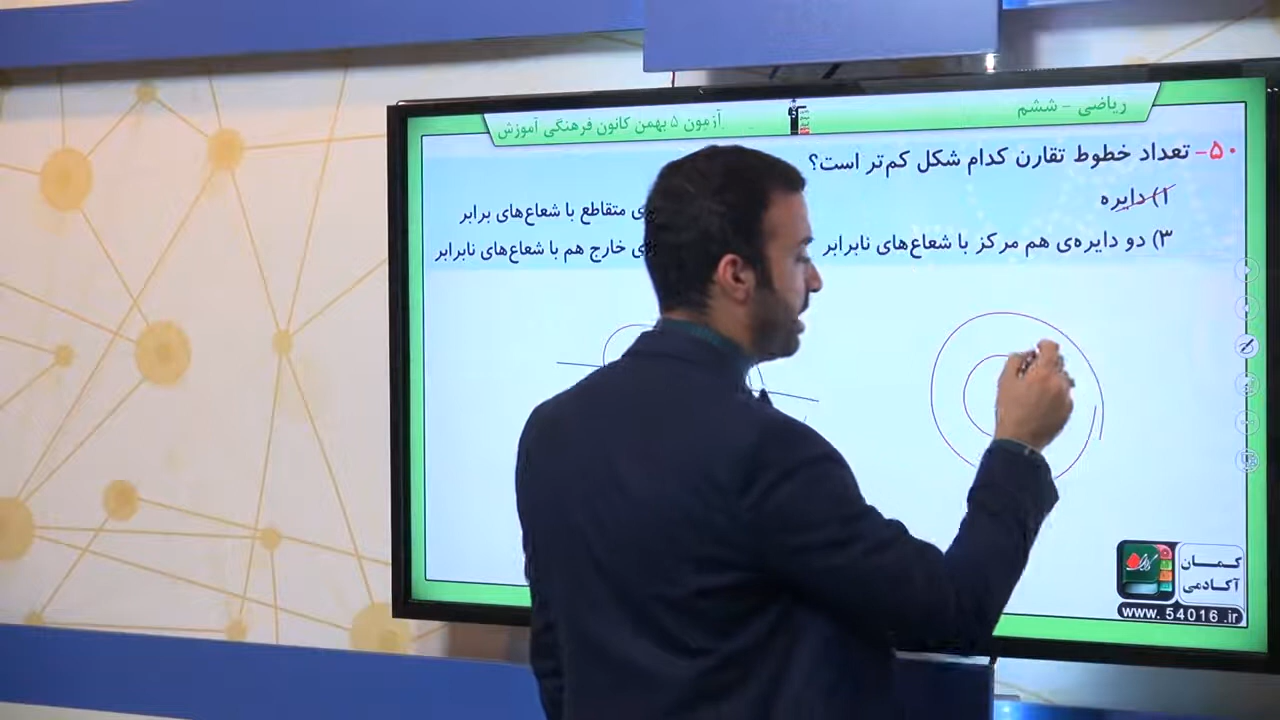 ریاضی - ششم
آزمون ۵ بهمن کانون فرهنگی آموزش
۵۰- تعداد خطوط تقارن کدام شکل کم‌تر است؟
۱) دایره
متقاطع با شعاع‌های برابر
۳) دو دایره‌ی هم مرکز با شعاع‌های نابرابر
خارج هم با شعاع‌های نابرابر
کمان
آکادمی
www.54016.ir